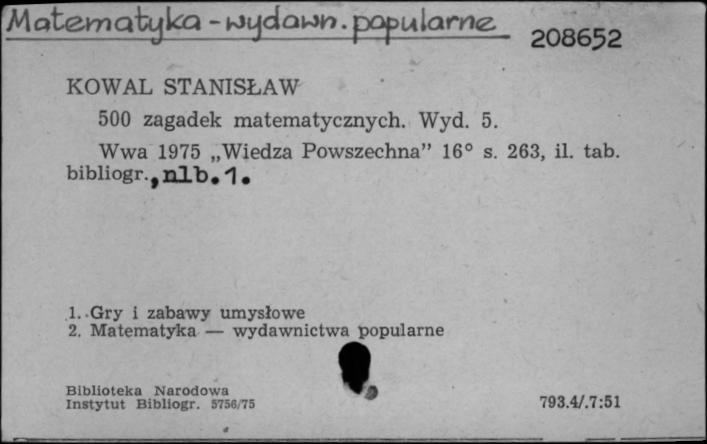 Matematyka - wydawn. popularne
208652
KOWAL STANISŁAW
500 zagadek matematycznych. Wyd. 5.
Wwa 1975 „Wiedza Powszechna” 16° s. 263, il. tab.
bibliogr., nlb. 1.
1. Gry i zabawy umysłowe
2. Matematyka — wydawnictwa popularne
Biblioteka Narodowa
Instytut Bibliogr. 5756/75
793.4/.7:51